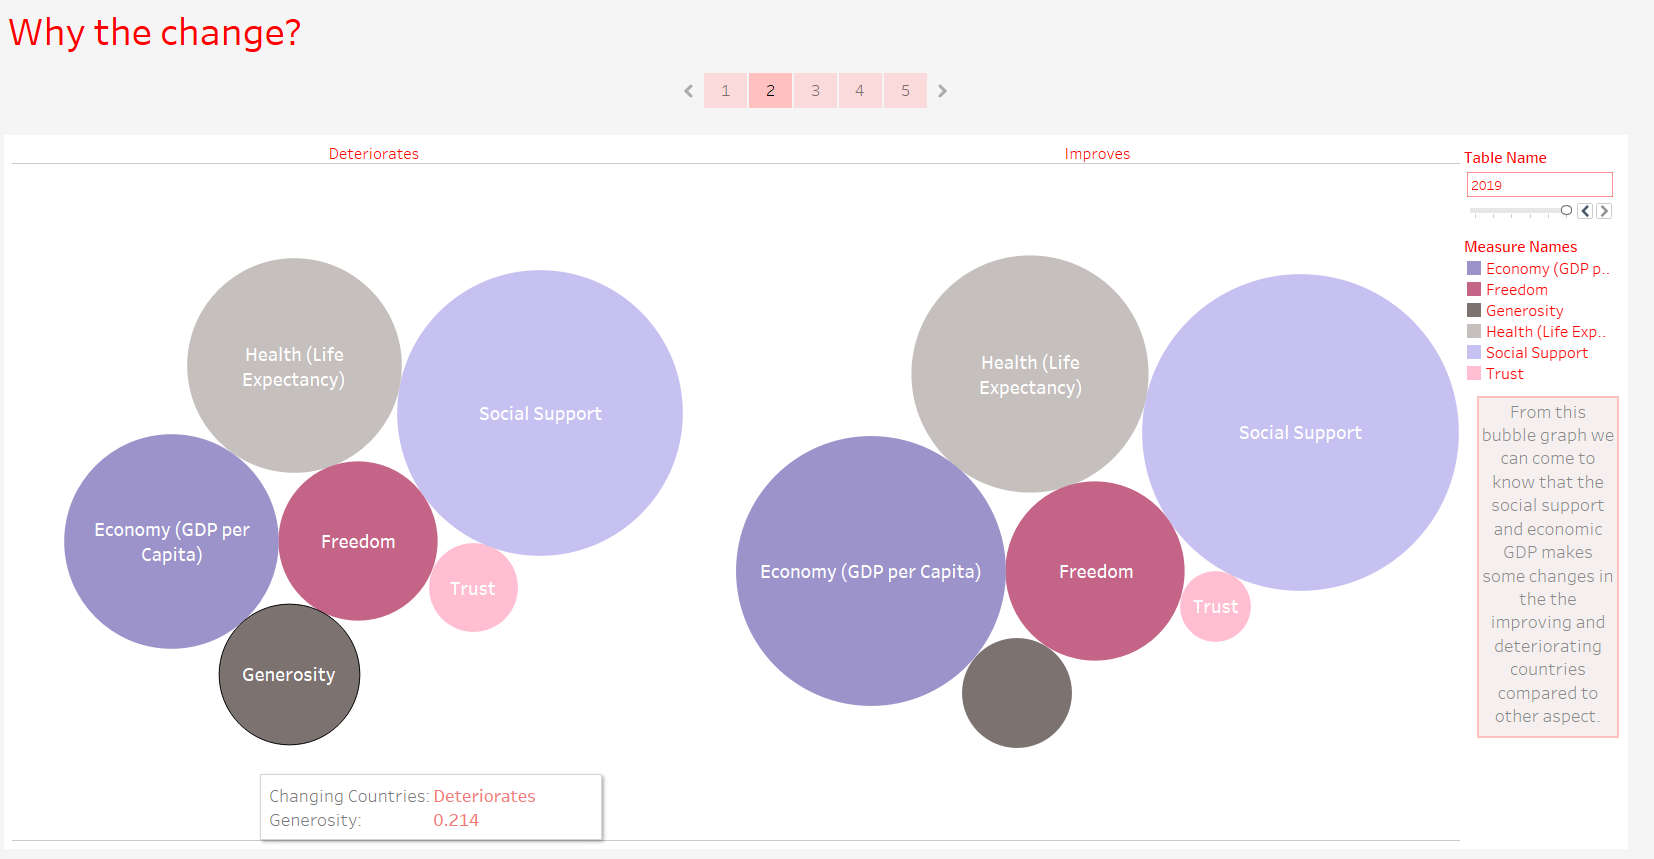 Why the change?
1 2 3 4 5
Deteriorates
Improves
Health (Life
Expectancy)
Social Support
Economy (GDP per
Capita)
Freedom
Trust
Generosity
Health (Life
Expectancy)
Social Support
Economy (GDP per Capita)
Freedom
Trust
Changing Countries: Deteriorates
Generosity: 0.214
Table Name
2019
Measure Names
Economy (GDP p..
Freedom
Generosity
Health (Life Exp..
Social Support
Trust
From this
bubble graph we
can come to
know that the
social support
and economic
GDP makes
some changes in
the the
improving and
deteriorating
countries
compared to
other aspect.